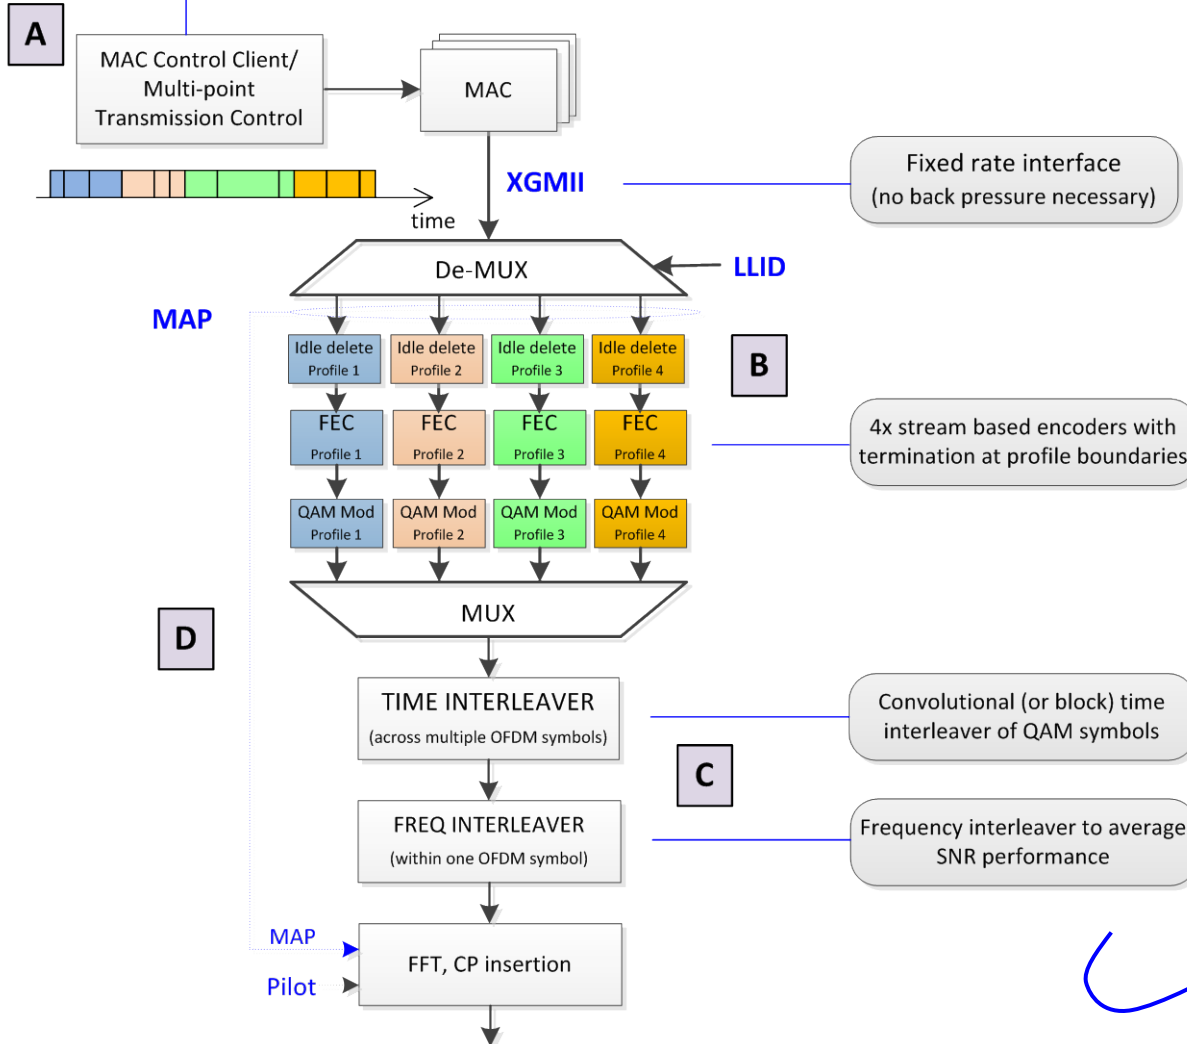 A
MAC Control Client/
Multi-point
Transmission Control
MAC
XGMII
Fixed rate interface
(no back pressure necessary)
time
De-MUX
LLID
MAP
Idle delete
Profile 1
Idle delete
Profile 2
Idle delete
Profile 3
Idle delete
Profile 4
B
FEC
Profile 1
FEC
Profile 2
FEC
Profile 3
FEC
Profile 4
4x stream based encoders with
termination at profile boundaries
QAM Mod
Profile 1
QAM Mod
Profile 2
QAM Mod
Profile 3
QAM Mod
Profile 4
MUX
D
TIME INTERLEAVER
(across multiple OFDM symbols)
Convolutional (or block) time
interleaver of QAM symbols
C
FREQ INTERLEAVER
(within one OFDM symbol)
Frequency interleaver to average
SNR performance
MAP
FFT, CP insertion
Pilot